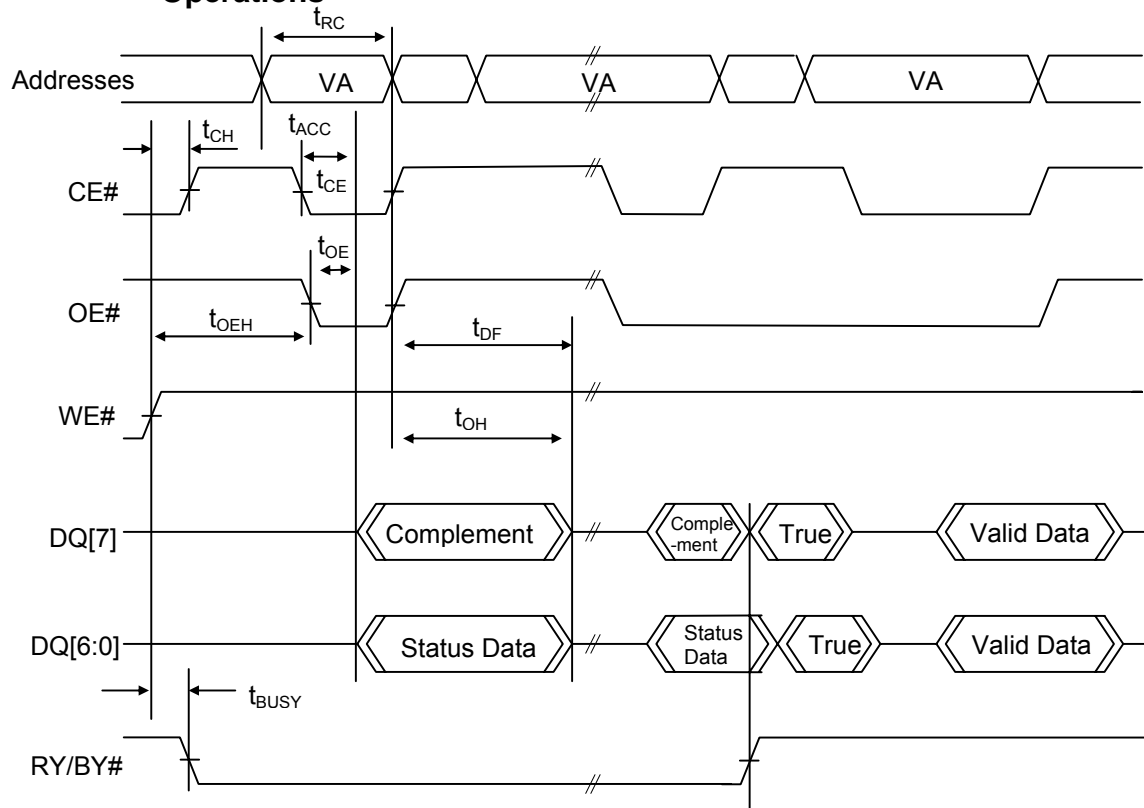 Operations
tRC
Addresses VA VA VA
tCH tACC
CE# tCE
tOE
OE# tOEH tDF
WE# tOH
DQ[7] Complement Comple
-ment True Valid Data
DQ[6:0] Status Data Status
Data True Valid Data
tBUSY
RY/BY#